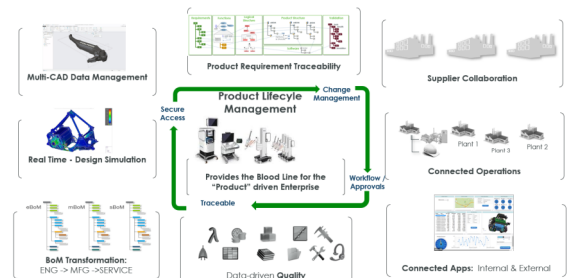 Product Requirement Traceability
Multi-CAD Data Management
Supplier Collaboration
Change
Management
Product Lifecyle
Management
Secure
Access
Real Time - Design Simulation
Provides the Blood Line for the
"Product" driven Enterprise
Workflow /
Approvals
Traceable
Plant 1
Plant 3
Plant 2
Connected Operations
eBoM
mBoM
sBoM
BoM Transformation:
ENG -> MFG ->SERVICE
Data-driven Quality
Connected Apps: Internal & External